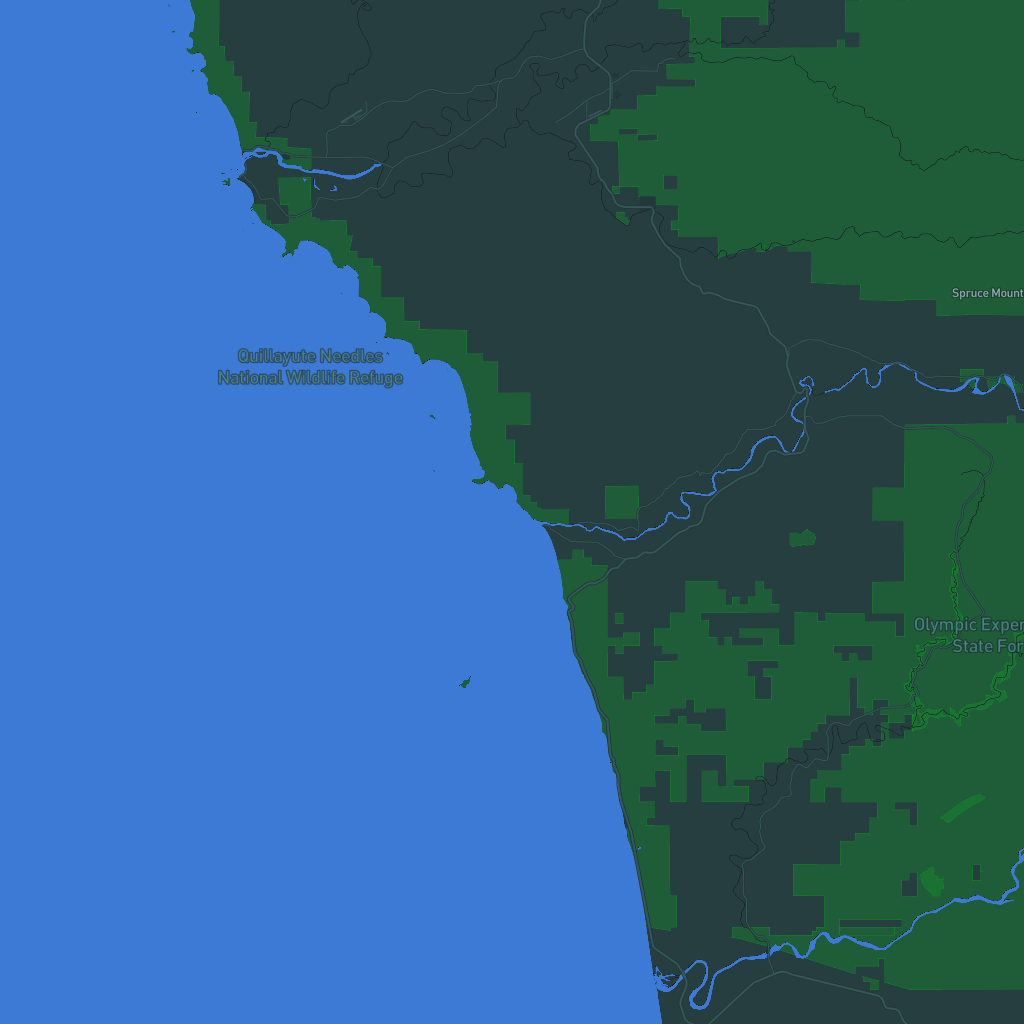 Spruce Mount
Quillayute Needles
National Wildlife Refuge
Olympic Exper
State For